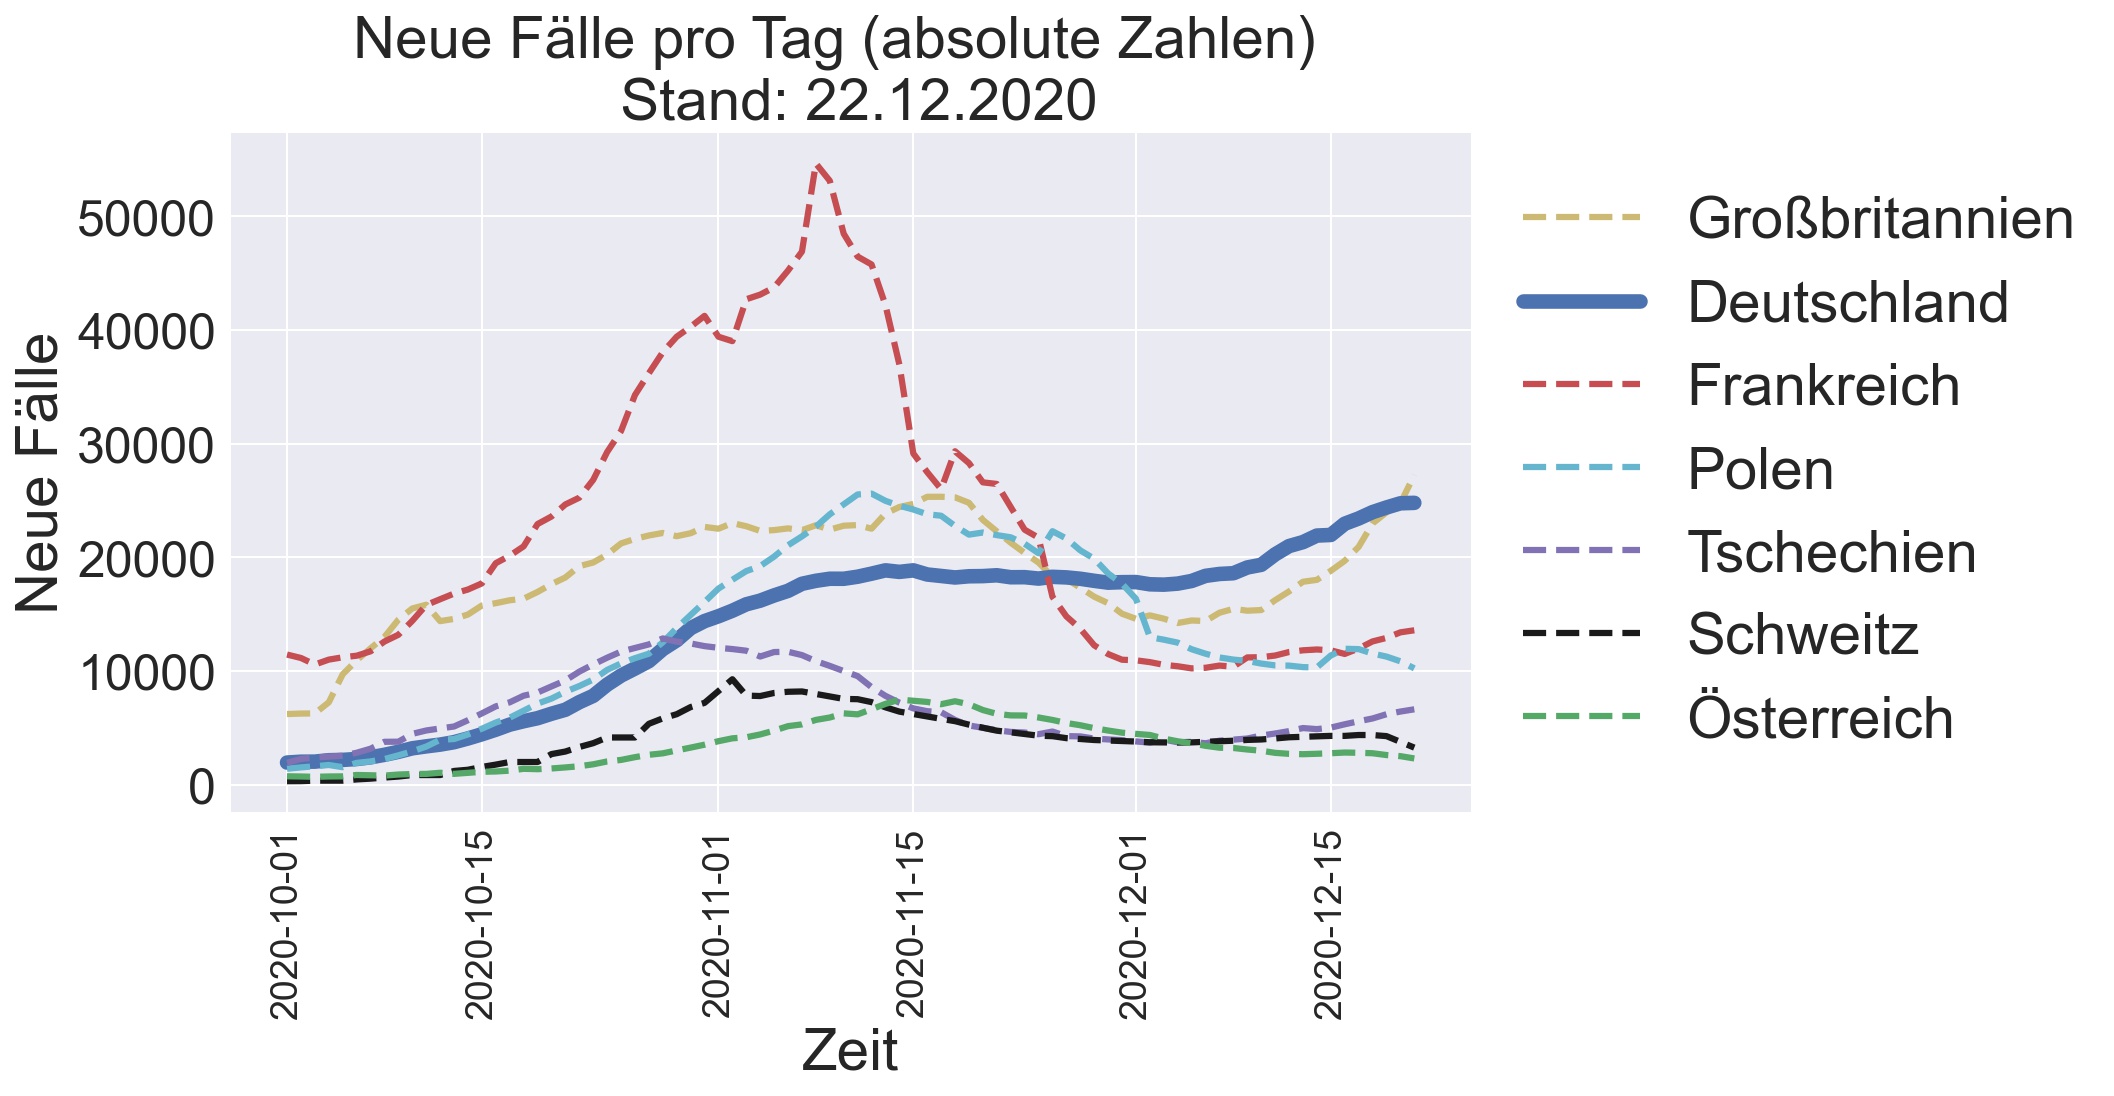 Neue Fälle pro Tag (absolute Zahlen)
Stand: 22.12.2020
Neue Fälle
50000
40000
30000
20000
10000
0
2020-10-01
2020-10-15
2020-11-01
2020-11-15
2020-12-01
2020-12-15
Zeit
Großbritannien
Deutschland
Frankreich
Polen
Tschechien
Schweitz
Österreich